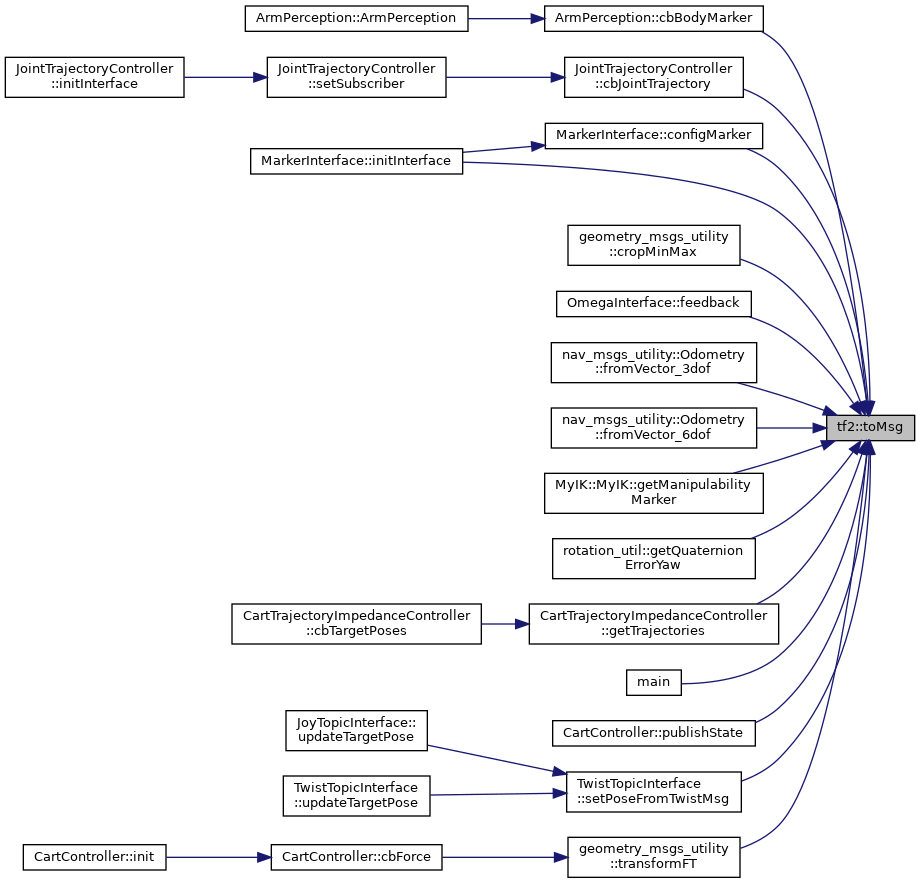 ArmPerception::ArmPerception
ArmPerception::cbBodyMarker
JointTrajectoryController
::initInterface
JointTrajectoryController
::setSubscriber
JointTrajectoryController
::cbJointTrajectory
MarkerInterface::configMarker
MarkerInterface::initInterface
geometry_msgs_utility
::cropMinMax
OmegaInterface::feedback
nav_msgs_utility::Odometry
::fromVector_3dof
nav_msgs_utility::Odometry
::fromVector_6dof
tf2::toMsg
MyIK::MyIK::getManipulability
Marker
rotation_util::getQuaternion
ErrorYaw
CartTrajectoryImpedanceController
::cbTargetPoses
CartTrajectoryImpedanceController
::getTrajectories
main
CartController::publishState
JoyTopicInterface::
updateTargetPose
TwistTopicInterface
::updateTargetPose
TwistTopicInterface
::setPoseFromTwistMsg
CartController::init
CartController::cbForce
geometry_msgs_utility
::transformFT